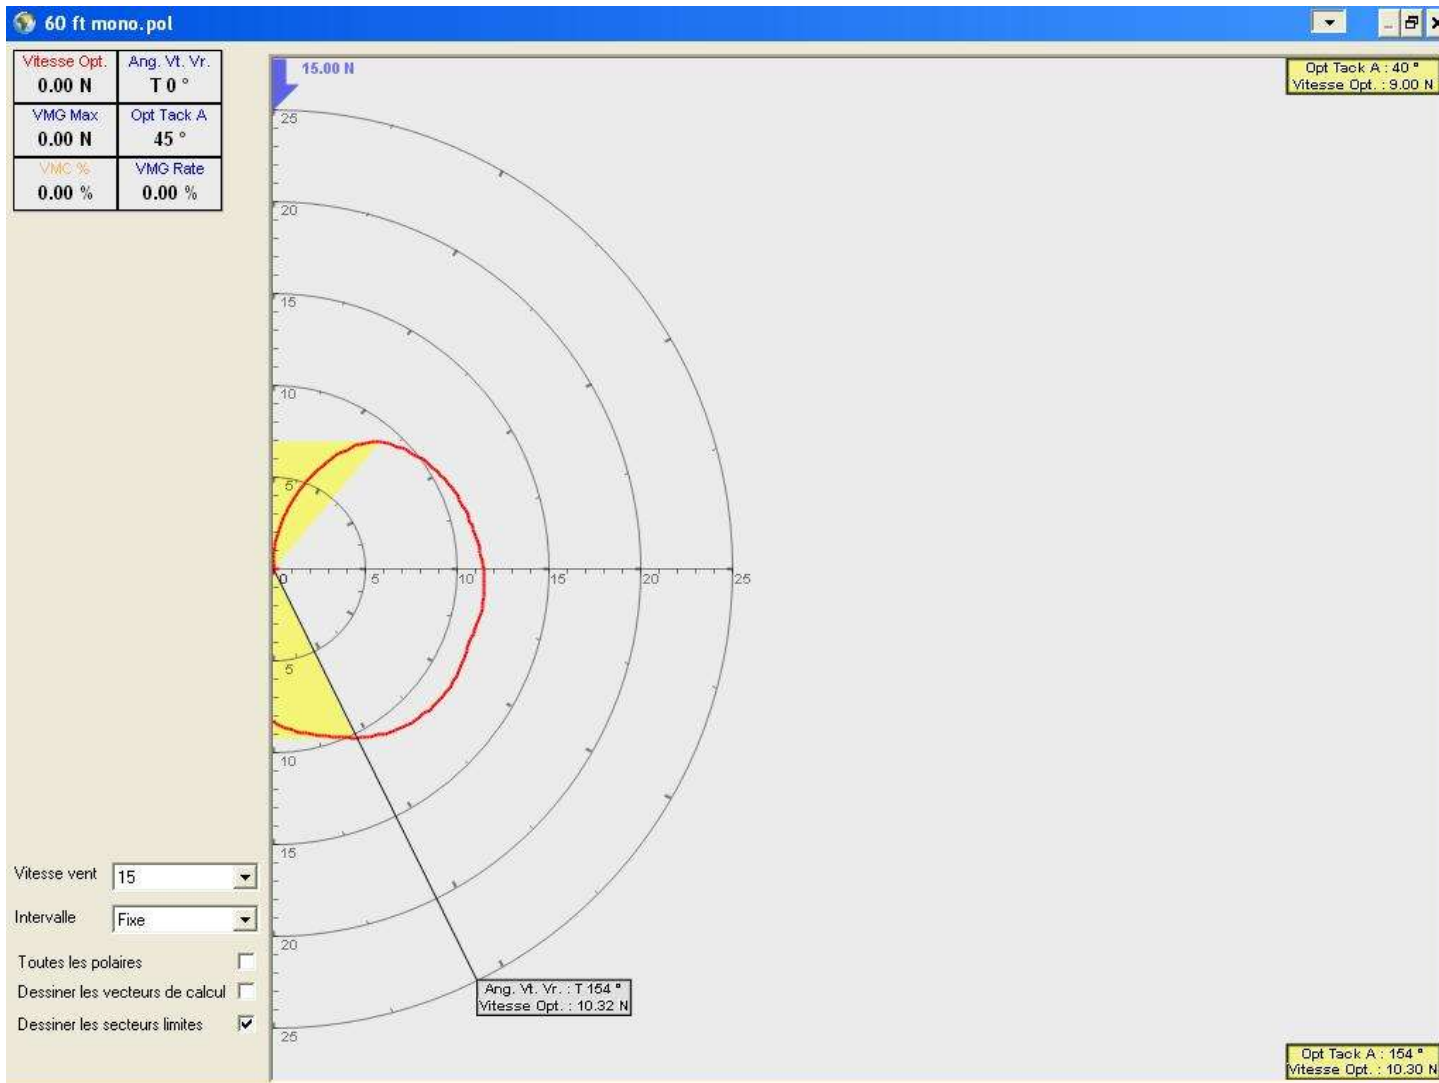 60 ft mono.pol
Vitesse Opt.
0.00 N
Ang. Vt. Vr.
T 0 °
VMG Max
0.00 N
Opt Tack A
45 °
VMC %
0.00 %
VMG Rate
0.00 %
15.00 N
Opt Tack A : 40 °
Vitesse Opt. : 9.00 N
25
20
15
10
5
0
5
10
15
20
25
5
10
15
20
25
Vitesse vent
15
Intervalle
Fixe
Toutes les polaires
Dessiner les vecteurs de calcul
Dessiner les secteurs limites
Ang. Vt. Vr. : T 154 °
Vitesse Opt. : 10.32 N
Opt Tack A : 154 °
Vitesse Opt. : 10.30 N